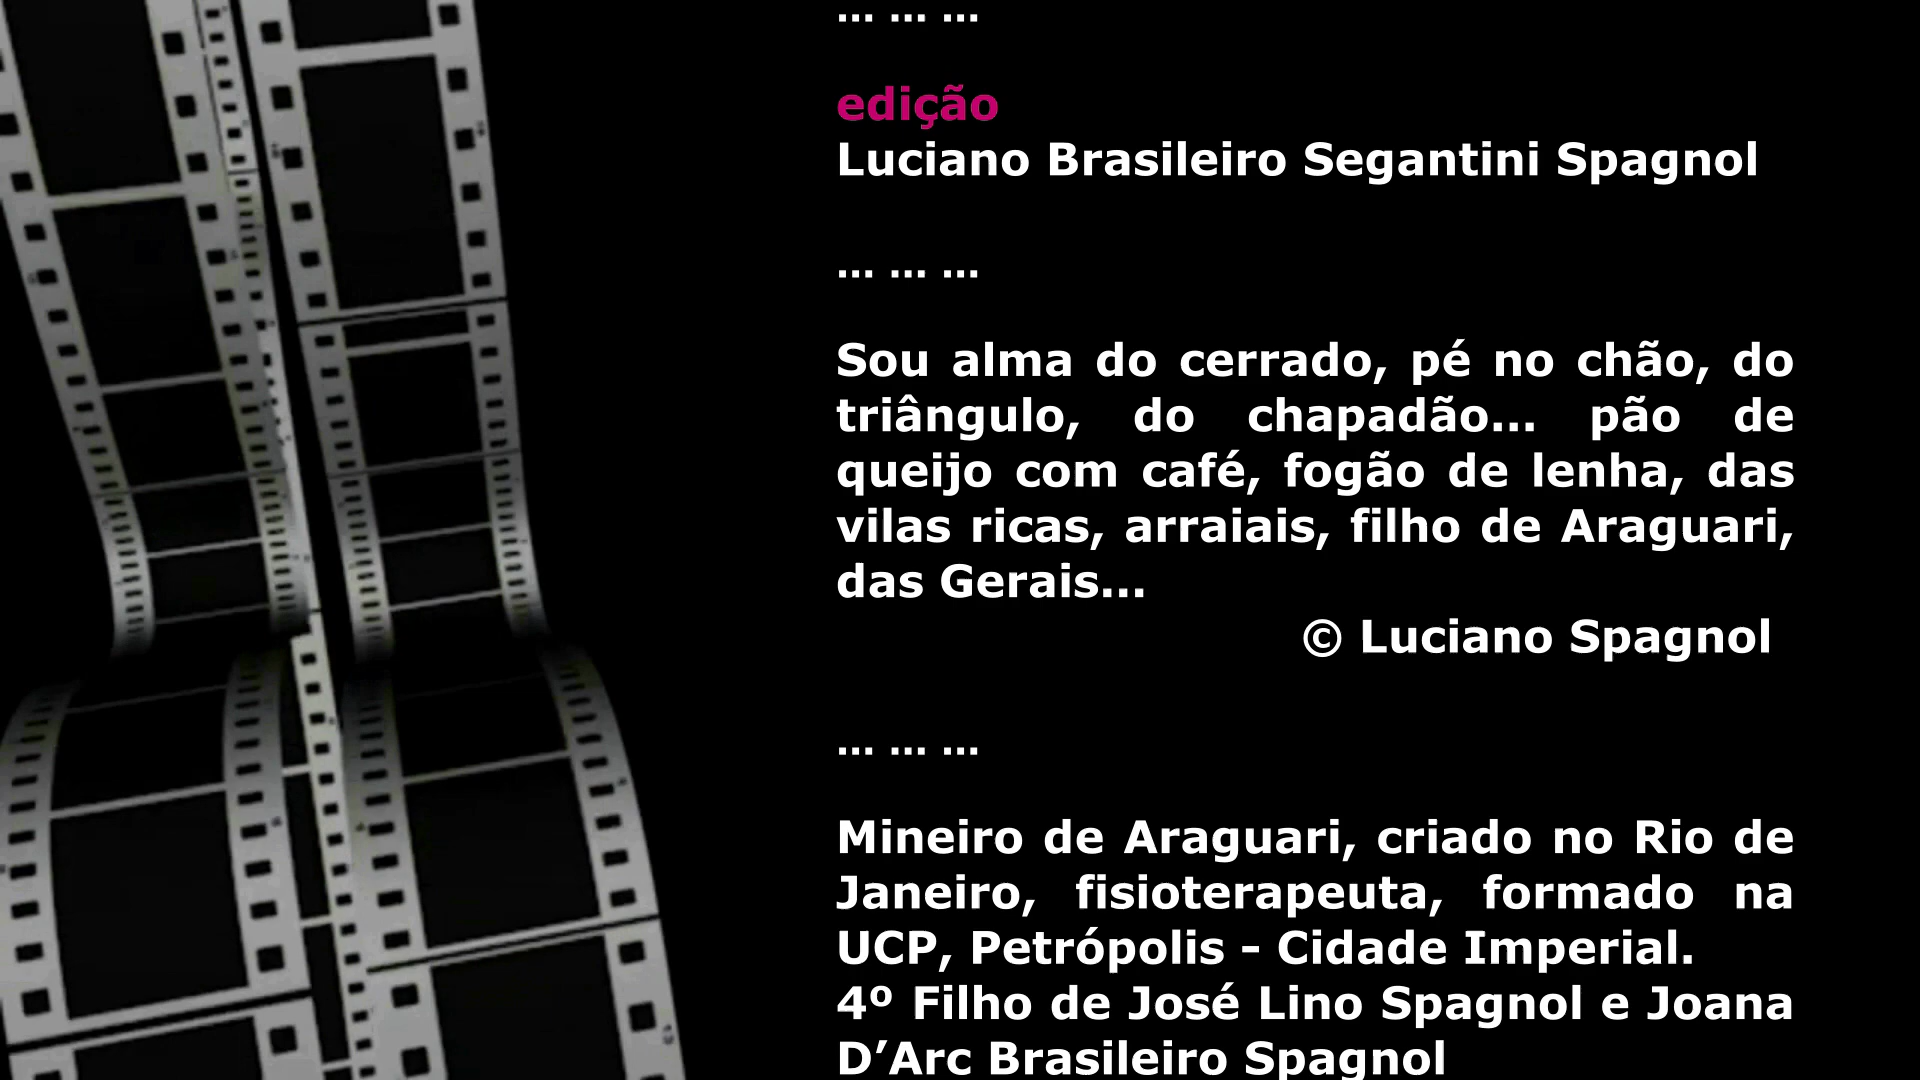 ... ... ...
edição
Luciano Brasileiro Segantini Spagnol
... ... ...
Sou alma do cerrado, pé no chão, do
triângulo, do chapadão... pão de
queijo com café, fogão de lenha, das
vilas ricas, arraiais, filho de Araguari,
das Gerais...
© Luciano Spagnol
... ... ...
Mineiro de Araguari, criado no Rio de
Janeiro, fisioterapeuta, formado na
UCP, Petrópolis - Cidade Imperial.
4º Filho de José Lino Spagnol e Joana
D’Arc Brasileiro Spagnol